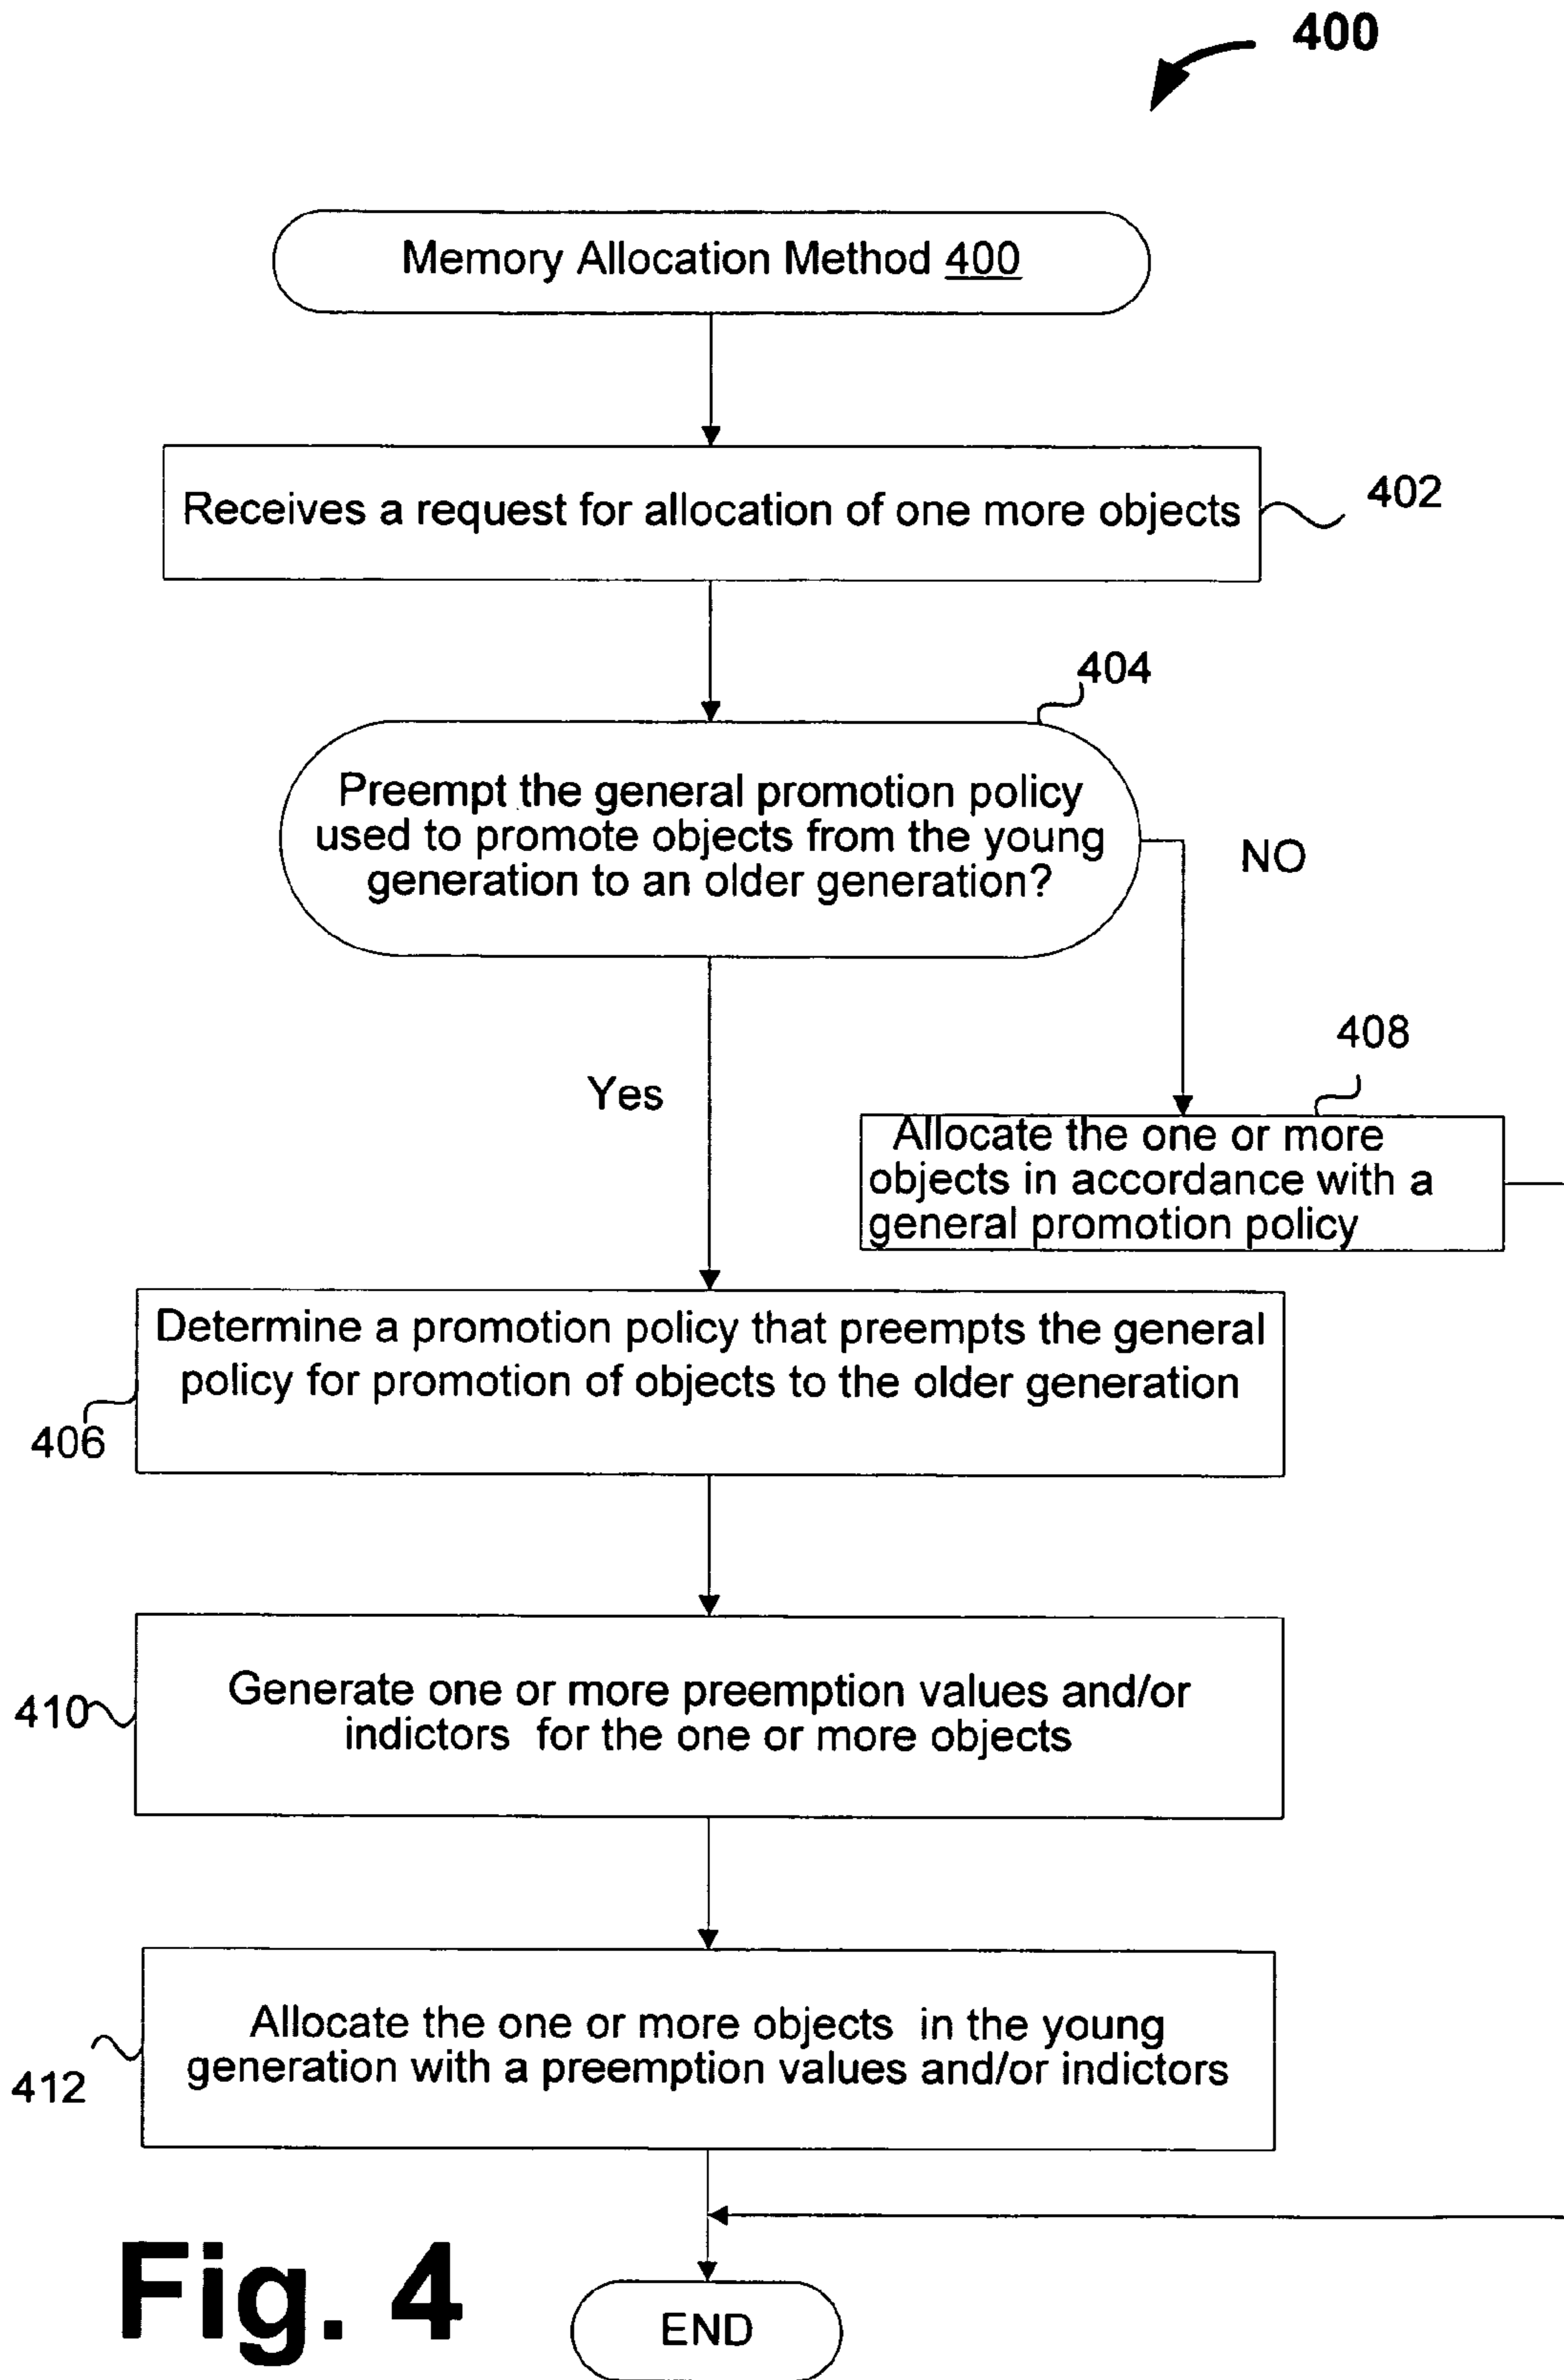 400
Memory Allocation Method 400
Receives a request for allocation of one more objects
402
404
Preempt the general promotion policy
used to promote objects from the young
generation to an older generation?
NO
408
Yes
Allocate the one or more
objects in accordance with a
general promotion policy
Determine a promotion policy that preempts the general
policy for promotion of objects to the older generation
406
Generate one or more preemption values and/or
indictors for the one or more objects
410
Allocate the one or more objects in the young
generation with a preemption values and/or indictors
412
Fig. 4
END